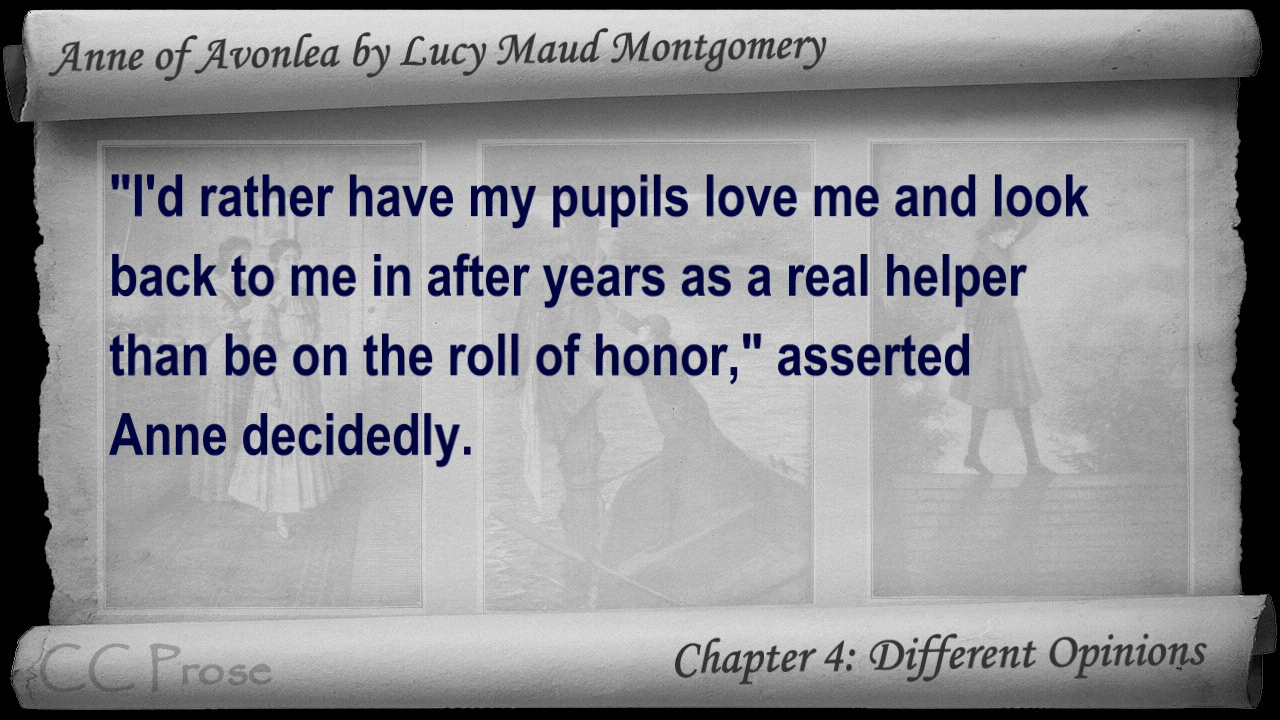 Anne of Avonlea by Lucy Maud Montgomery
"I'd rather have my pupils love me and look
back to me in after years as a real helper
than be on the roll of honor," asserted
Anne decidedly.
CC Prose
Chapter 4: Different Opinions